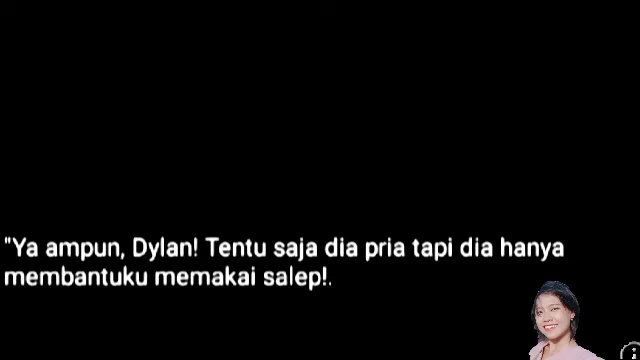 "Ya ampun, Dylan! Tentu saja dia pria tapi dia hanya
membantuku memakai salep!.